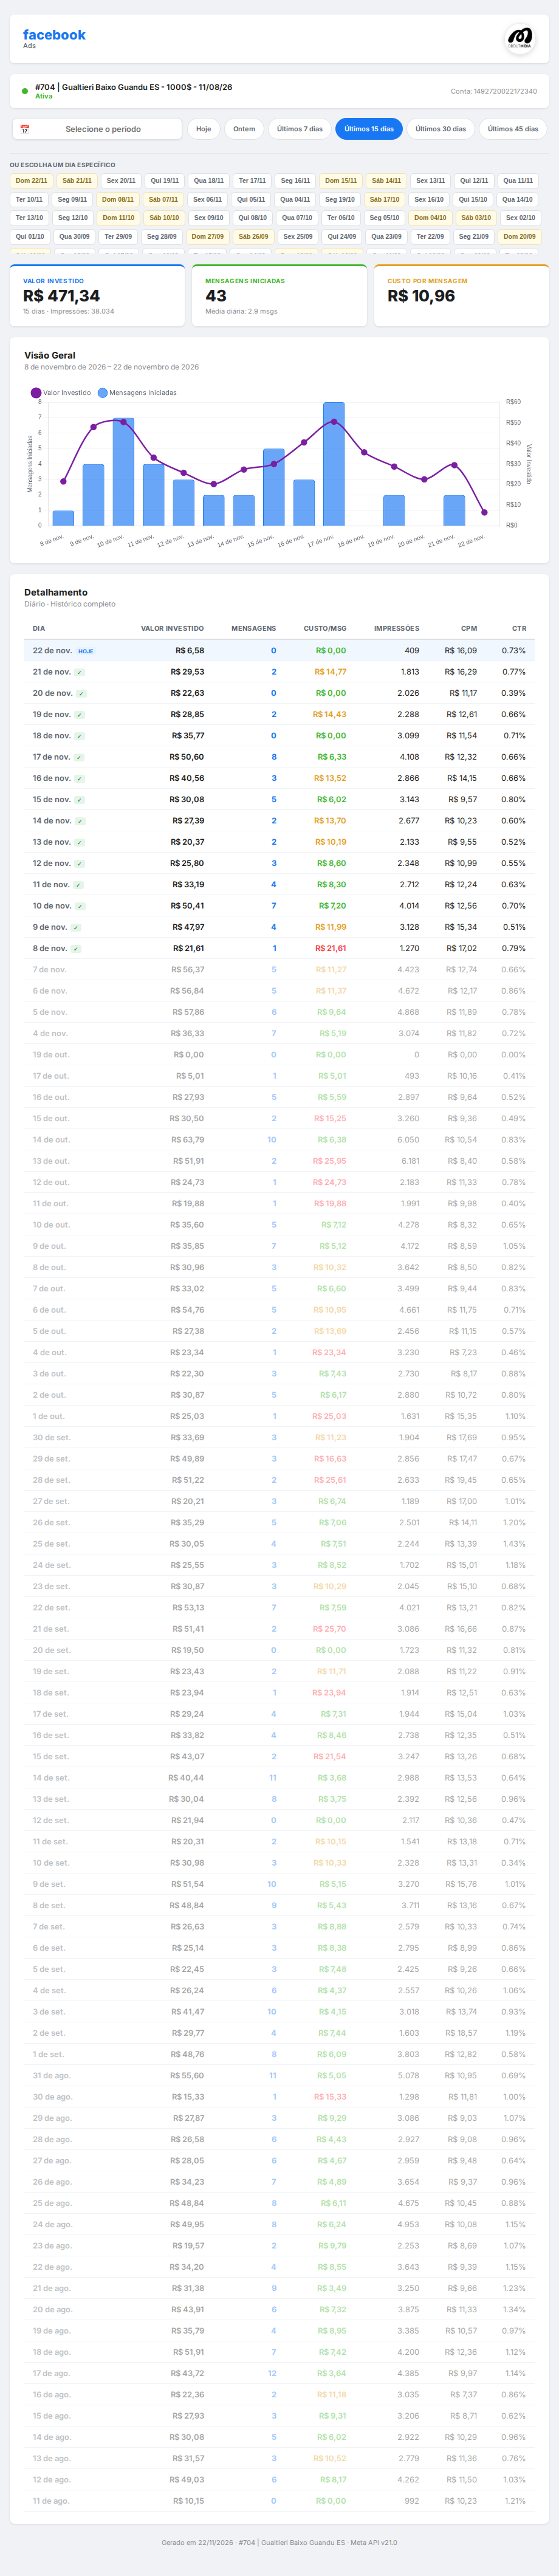 facebook
Ads
#704 | Gualtieri Baixo Guandu ES - 1000$ - 11/08/26
Ativa
Conta: 1492720022172340
Selecione o período
Hoje
Ontem
Últimos 7 dias
Últimos 15 dias
Últimos 30 dias
Últimos 45 dias
OU ESCOLHA UM DIA ESPECÍFICO
Dom 22/11 Sáb 21/11 Sex 20/11 Qui 19/11 Qua 18/11 Ter 17/11 Seg 16/11 Dom 15/11 Sáb 14/11 Sex 13/11 Qui 12/11 Qua 11/11
Ter 10/11 Seg 09/11 Dom 08/11 Sáb 07/11 Sex 06/11 Qui 05/11 Qua 04/11 Seg 19/10 Sáb 17/10 Sex 16/10 Qui 15/10 Qua 14/10
Ter 13/10 Seg 12/10 Dom 11/10 Sáb 10/10 Sex 09/10 Qui 08/10 Qua 07/10 Ter 06/10 Seg 05/10 Dom 04/10 Sáb 03/10 Sex 02/10
Qui 01/10 Qua 30/09 Ter 29/09 Seg 28/09 Dom 27/09 Sáb 26/09 Sex 25/09 Qui 24/09 Qua 23/09 Ter 22/09 Seg 21/09 Dom 20/09
VALOR INVESTIDO
R$ 471,34
15 dias · Impressões: 38.034
MENSAGENS INICIADAS
43
Média diária: 2.9 msgs
CUSTO POR MENSAGEM
R$ 10,96
Visão Geral
8 de novembro de 2026 – 22 de novembro de 2026
Valor Investido Mensagens Iniciadas
Mensagens Iniciadas
8
7
6
5
4
3
2
1
0
R$60
R$50
R$40
R$30
R$20
R$10
R$0
Valor Investido
8 de nov. 9 de nov. 10 de nov. 11 de nov. 12 de nov. 13 de nov. 14 de nov. 15 de nov. 16 de nov. 17 de nov. 18 de nov. 19 de nov. 20 de nov. 21 de nov. 22 de nov.
Detalhamento
Diário · Histórico completo
DIA VALOR INVESTIDO MENSAGENS CUSTO/MSG IMPRESSÕES CPM CTR
22 de nov. HOJE R$ 6,58 0 R$ 0,00 409 R$ 16,09 0.73%
21 de nov. ✓ R$ 29,53 2 R$ 14,77 1.813 R$ 16,29 0.77%
20 de nov. ✓ R$ 22,63 0 R$ 0,00 2.026 R$ 11,17 0.39%
19 de nov. ✓ R$ 28,85 2 R$ 14,43 2.288 R$ 12,61 0.66%
18 de nov. ✓ R$ 35,77 0 R$ 0,00 3.099 R$ 11,54 0.71%
17 de nov. ✓ R$ 50,60 8 R$ 6,33 4.108 R$ 12,32 0.66%
16 de nov. ✓ R$ 40,56 3 R$ 13,52 2.866 R$ 14,15 0.66%
15 de nov. ✓ R$ 30,08 5 R$ 6,02 3.143 R$ 9,57 0.80%
14 de nov. ✓ R$ 27,39 2 R$ 13,70 2.677 R$ 10,23 0.60%
13 de nov. ✓ R$ 20,37 2 R$ 10,19 2.133 R$ 9,55 0.52%
12 de nov. ✓ R$ 25,80 3 R$ 8,60 2.348 R$ 10,99 0.55%
11 de nov. ✓ R$ 33,19 4 R$ 8,30 2.712 R$ 12,24 0.63%
10 de nov. ✓ R$ 50,41 7 R$ 7,20 4.014 R$ 12,56 0.70%
9 de nov. ✓ R$ 47,97 4 R$ 11,99 3.128 R$ 15,34 0.51%
8 de nov. ✓ R$ 21,61 1 R$ 21,61 1.270 R$ 17,02 0.79%
7 de nov. R$ 56,37 5 R$ 11,27 4.423 R$ 12,74 0.66%
6 de nov. R$ 56,84 5 R$ 11,37 4.672 R$ 12,17 0.86%
5 de nov. R$ 57,86 6 R$ 9,64 4.868 R$ 11,89 0.78%
4 de nov. R$ 36,33 7 R$ 5,19 3.074 R$ 11,82 0.72%
19 de out. R$ 0,00 0 R$ 0,00 0 R$ 0,00 0.00%
17 de out. R$ 5,01 1 R$ 5,01 493 R$ 10,16 0.41%
16 de out. R$ 27,93 5 R$ 5,59 2.897 R$ 9,64 0.52%
15 de out. R$ 30,50 2 R$ 15,25 3.260 R$ 9,36 0.49%
14 de out. R$ 63,79 10 R$ 6,38 6.050 R$ 10,54 0.83%
13 de out. R$ 51,91 2 R$ 25,95 6.181 R$ 8,40 0.58%
12 de out. R$ 24,73 1 R$ 24,73 2.183 R$ 11,33 0.78%
11 de out. R$ 19,88 1 R$ 19,88 1.991 R$ 9,98 0.40%
10 de out. R$ 35,60 5 R$ 7,12 4.278 R$ 8,32 0.65%
9 de out. R$ 35,85 7 R$ 5,12 4.172 R$ 8,59 1.05%
8 de out. R$ 30,96 3 R$ 10,32 3.642 R$ 8,50 0.82%
7 de out. R$ 33,02 5 R$ 6,60 3.499 R$ 9,44 0.83%
6 de out. R$ 54,76 5 R$ 10,95 4.661 R$ 11,75 0.71%
5 de out. R$ 27,38 2 R$ 13,69 2.456 R$ 11,15 0.57%
4 de out. R$ 23,34 1 R$ 23,34 3.230 R$ 7,23 0.46%
3 de out. R$ 22,30 3 R$ 7,43 2.730 R$ 8,17 0.88%
2 de out. R$ 30,87 5 R$ 6,17 2.880 R$ 10,72 0.80%
1 de out. R$ 25,03 1 R$ 25,03 1.631 R$ 15,35 1.10%
30 de set. R$ 33,69 3 R$ 11,23 1.904 R$ 17,69 0.95%
29 de set. R$ 49,89 3 R$ 16,63 2.856 R$ 17,47 0.67%
28 de set. R$ 51,22 2 R$ 25,61 2.633 R$ 19,45 0.65%
27 de set. R$ 20,21 3 R$ 6,74 1.189 R$ 17,00 1.01%
26 de set. R$ 35,29 5 R$ 7,06 2.501 R$ 14,11 1.20%
25 de set. R$ 30,05 4 R$ 7,51 2.244 R$ 13,39 1.43%
24 de set. R$ 25,55 3 R$ 8,52 1.702 R$ 15,01 1.18%
23 de set. R$ 30,87 3 R$ 10,29 2.045 R$ 15,10 0.68%
22 de set. R$ 53,13 7 R$ 7,59 4.021 R$ 13,21 0.82%
21 de set. R$ 51,41 2 R$ 25,70 3.086 R$ 16,66 0.87%
20 de set. R$ 19,50 0 R$ 0,00 1.723 R$ 11,32 0.81%
19 de set. R$ 23,43 2 R$ 11,71 2.088 R$ 11,22 0.91%
18 de set. R$ 23,94 1 R$ 23,94 1.914 R$ 12,51 0.63%
17 de set. R$ 29,24 4 R$ 7,31 1.944 R$ 15,04 1.03%
16 de set. R$ 33,82 4 R$ 8,46 2.738 R$ 12,35 0.51%
15 de set. R$ 43,07 2 R$ 21,54 3.247 R$ 13,26 0.68%
14 de set. R$ 40,44 11 R$ 3,68 2.988 R$ 13,53 0.64%
13 de set. R$ 30,04 8 R$ 3,75 2.392 R$ 12,56 0.96%
12 de set. R$ 21,94 0 R$ 0,00 2.117 R$ 10,36 0.47%
11 de set. R$ 20,31 2 R$ 10,15 1.541 R$ 13,18 0.71%
10 de set. R$ 30,98 3 R$ 10,33 2.328 R$ 13,31 0.34%
9 de set. R$ 51,54 10 R$ 5,15 3.270 R$ 15,76 1.01%
8 de set. R$ 48,84 9 R$ 5,43 3.711 R$ 13,16 0.67%
7 de set. R$ 26,63 3 R$ 8,88 2.579 R$ 10,33 0.74%
6 de set. R$ 25,14 3 R$ 8,38 2.795 R$ 8,99 0.86%
5 de set. R$ 22,45 3 R$ 7,48 2.425 R$ 9,26 0.66%
4 de set. R$ 26,24 6 R$ 4,37 2.557 R$ 10,26 1.06%
3 de set. R$ 41,47 10 R$ 4,15 3.018 R$ 13,74 0.93%
2 de set. R$ 29,77 4 R$ 7,44 1.603 R$ 18,57 1.19%
1 de set. R$ 48,76 8 R$ 6,09 3.803 R$ 12,82 0.58%
31 de ago. R$ 55,60 11 R$ 5,05 5.078 R$ 10,95 0.69%
30 de ago. R$ 15,33 1 R$ 15,33 1.298 R$ 11,81 1.00%
29 de ago. R$ 27,87 3 R$ 9,29 3.086 R$ 9,03 1.07%
28 de ago. R$ 26,58 6 R$ 4,43 2.927 R$ 9,08 0.96%
27 de ago. R$ 28,05 6 R$ 4,67 2.959 R$ 9,48 0.64%
26 de ago. R$ 34,23 7 R$ 4,89 3.654 R$ 9,37 0.96%
25 de ago. R$ 48,84 8 R$ 6,11 4.675 R$ 10,45 0.88%
24 de ago. R$ 49,95 8 R$ 6,24 4.953 R$ 10,08 1.15%
23 de ago. R$ 19,57 2 R$ 9,79 2.253 R$ 8,69 1.07%
22 de ago. R$ 34,20 4 R$ 8,55 3.643 R$ 9,39 1.15%
21 de ago. R$ 31,38 9 R$ 3,49 3.250 R$ 9,66 1.23%
20 de ago. R$ 43,91 6 R$ 7,32 3.875 R$ 11,33 1.34%
19 de ago. R$ 35,79 4 R$ 8,95 3.385 R$ 10,57 0.97%
18 de ago. R$ 51,91 7 R$ 7,42 4.200 R$ 12,36 1.12%
17 de ago. R$ 43,72 12 R$ 3,64 4.385 R$ 9,97 1.14%
16 de ago. R$ 22,36 2 R$ 11,18 3.035 R$ 7,37 0.86%
15 de ago. R$ 27,93 3 R$ 9,31 3.206 R$ 8,71 0.62%
14 de ago. R$ 30,08 5 R$ 6,02 2.922 R$ 10,29 0.96%
13 de ago. R$ 31,57 3 R$ 10,52 2.779 R$ 11,36 0.76%
12 de ago. R$ 49,03 6 R$ 8,17 4.262 R$ 11,50 1.03%
11 de ago. R$ 10,15 0 R$ 0,00 992 R$ 10,23 1.21%
Gerado em 22/11/2026 · #704 | Gualtieri Baixo Guandu ES · Meta API v21.0